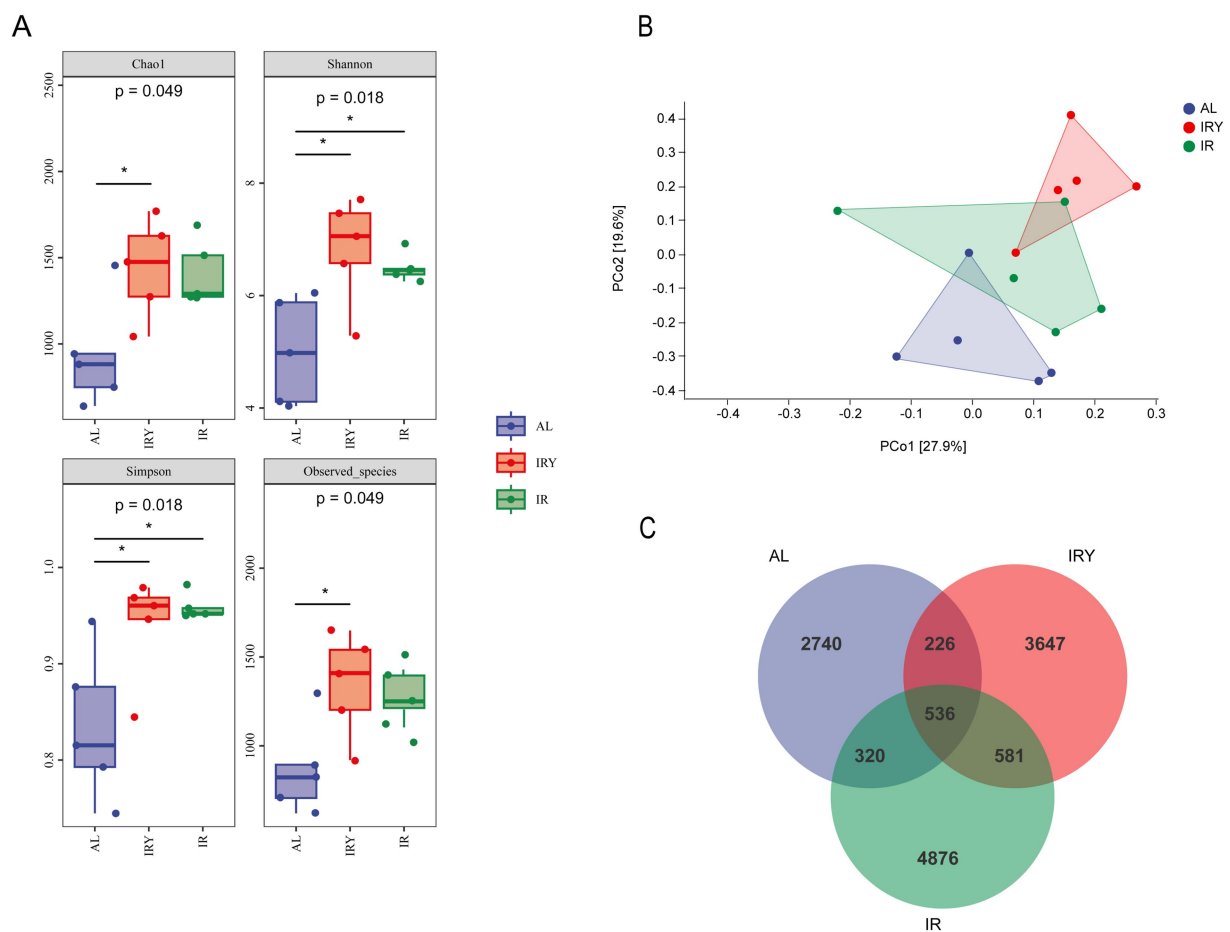 A
Chao1
p = 0.049
*
2500
2000
1500
1000
AL
IRY
IR
Shannon
p = 0.018
*
*
8
6
4
AL
IRY
IR
Simpson
p = 0.018
*
*
1.0
0.9
0.8
AL
IRY
IR
Observed_species
p = 0.049
*
2000
1500
1000
AL
IRY
IR
AL
IRY
IR
B
AL
IRY
IR
PCo2 [19.6%]
0.4
0.3
0.2
0.1
0.0
-0.1
-0.2
-0.3
-0.4
-0.4
-0.2
-0.1
0.0
0.1
0.2
0.3
PCo1 [27.9%]
C
AL
IRY
2740
226
3647
536
320
581
4876
IR